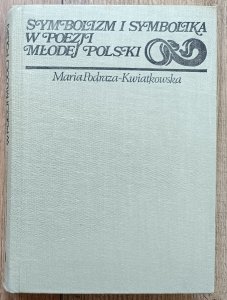 SYMBOLIZM I SYMBOLIKA
W POEZJI
MŁODEJ POLSKI
Maria Podraza-Kwiatkowska